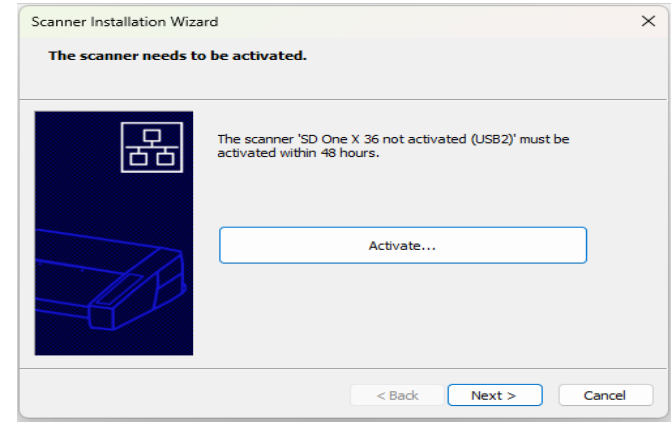 Scanner Installation Wizard
The scanner needs to be activated.
The scanner 'SD One X 36 not activated (USB2)' must be
activated within 48 hours.
Activate...
< Back
Next >
Cancel